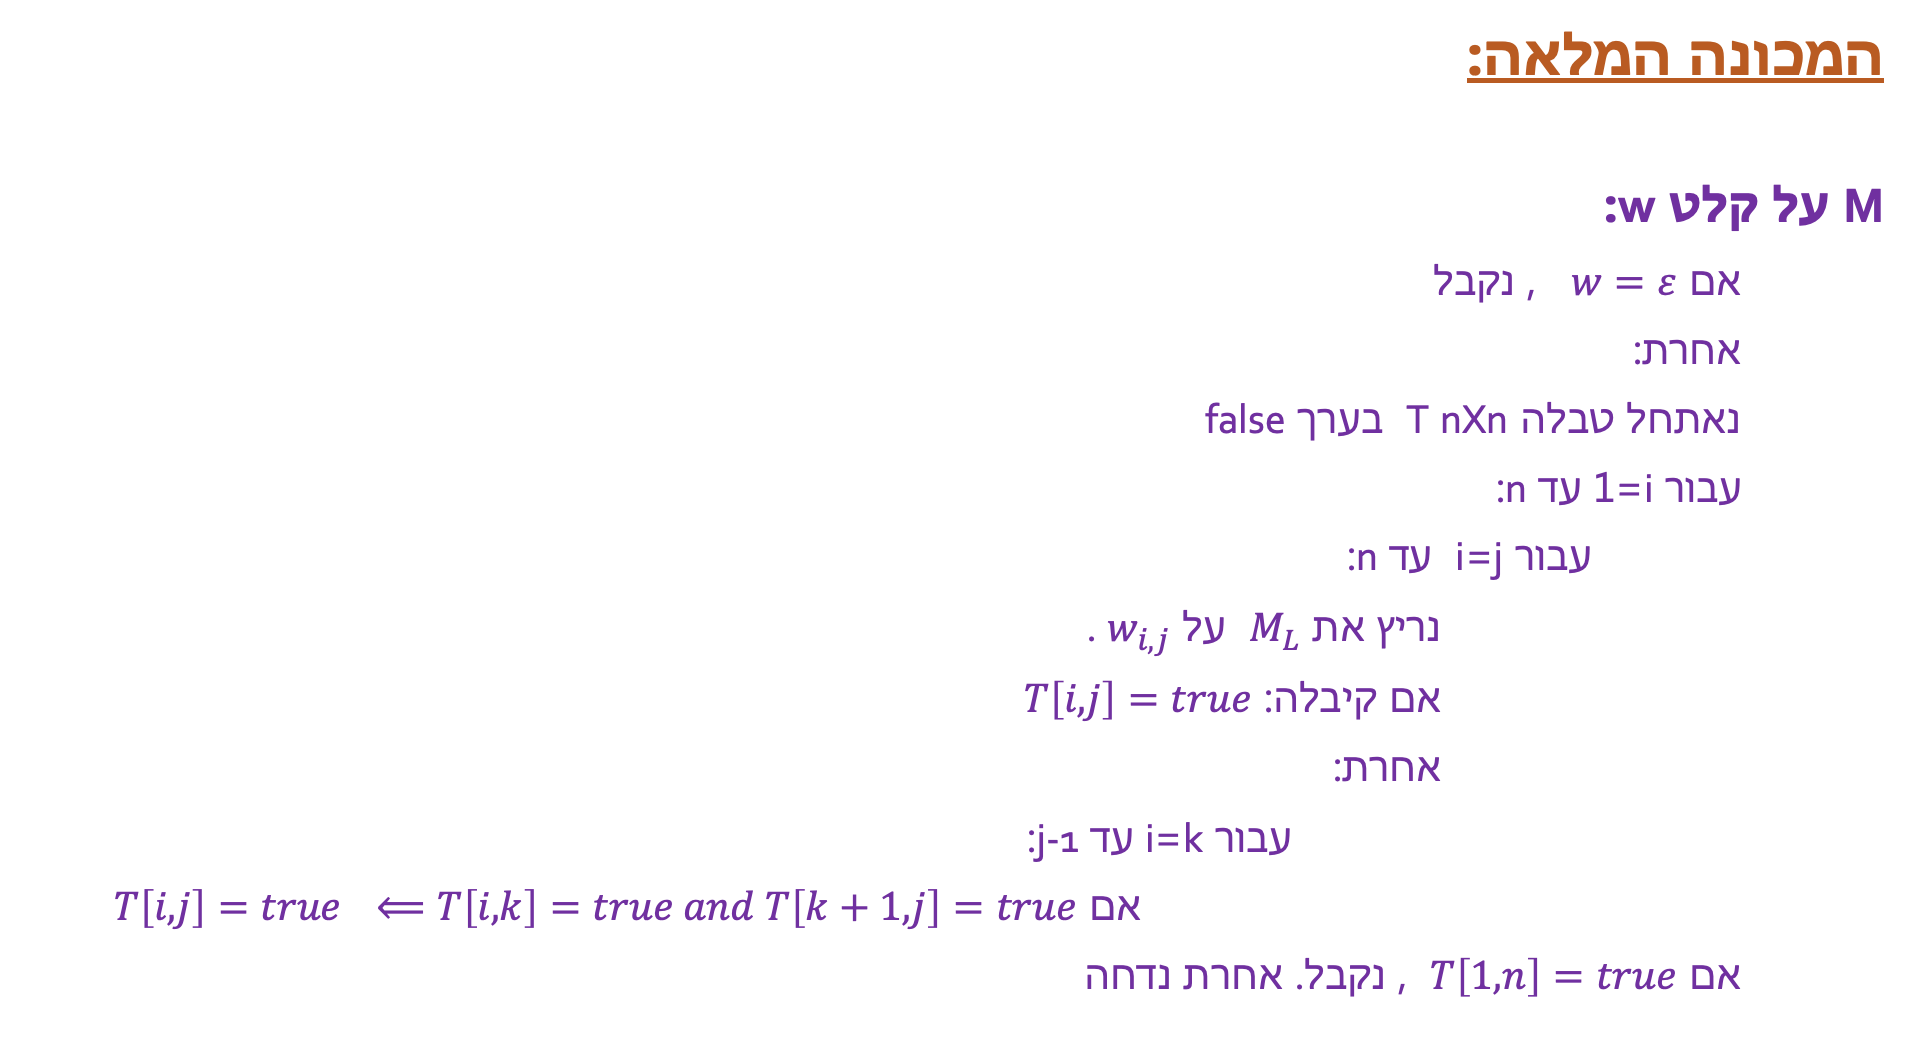 המכונה המלאה:
M על קלט w:
אם w = ε , נקבל
אחרת:
נאתחל טבלה T nXn בערך false
עבור i=1 עד n:
עבור i=j עד n:
נריץ את M_L על w_{i,j} .
אם קיבלה: T[i,j] = true
אחרת:
עבור i=k עד j-1:
אם T[i,k] = true and T[k + 1,j] = true ⟸ T[i,j] = true
אם T[1,n] = true , נקבל. אחרת נדחה